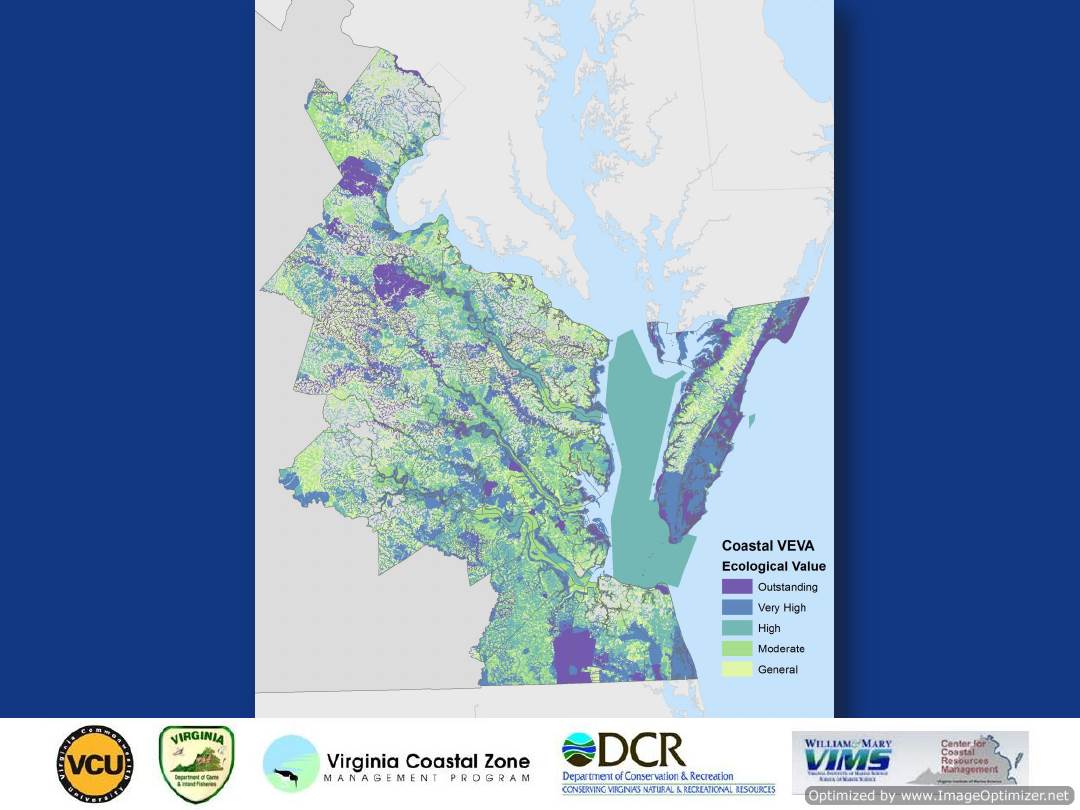 Coastal VEVA
Ecological Value
Outstanding
Very High
High
Moderate
General
Virginia Commonwealth
VCU
University
VIRGINIA
Department of Game
& Inland Fisheries
Virginia Coastal Zone
MANAGEMENT PROGRAM
DCR
Department of Conservation & Recreation
CONSERVING VIRGINIA'S NATURAL & RECREATIONAL RESOURCES
WILLIAM & MARY
VIMS
VIRGINIA INSTITUTE OF MARINE SCIENCE
SCHOOL OF MARINE SCIENCE
Center for
Coastal
Resources
Management
Virginia Institute of Marine Science
Optimized by www.ImageOptimizer.net